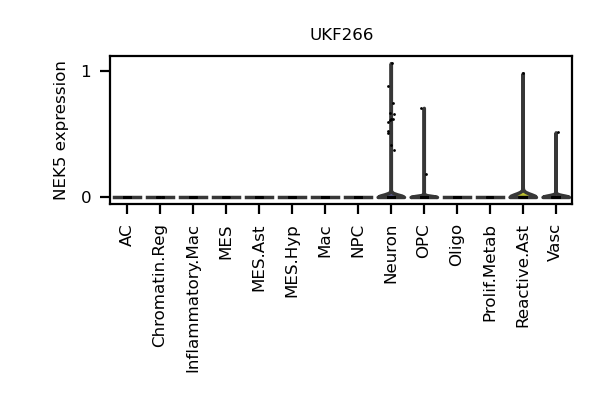 UKF266
NEK5 expression
1
0
AC
Chromatin.Reg
Inflammatory.Mac
MES
MES.Ast
MES.Hyp
Mac
NPC
Neuron
OPC
Oligo
Prolif.Metab
Reactive.Ast
Vasc